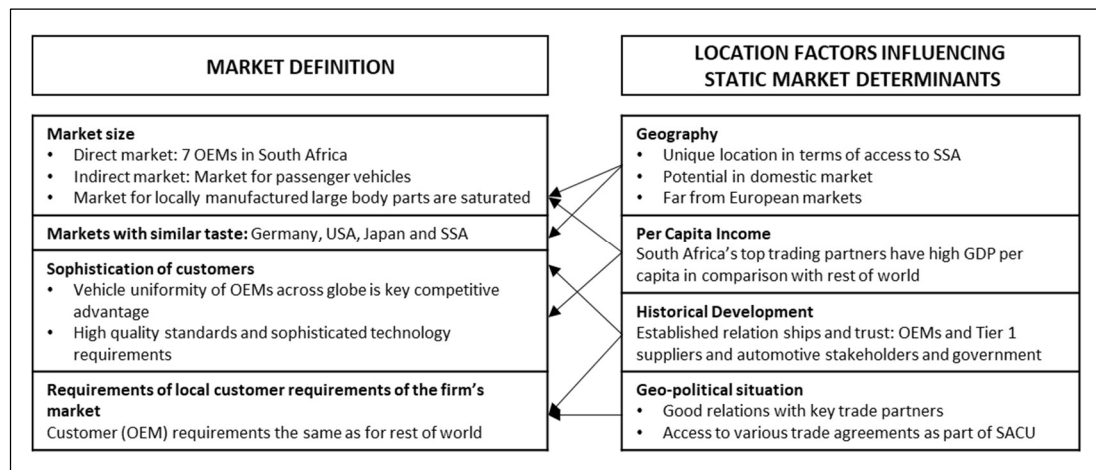 MARKET DEFINITION
Market size
• Direct market: 7 OEMs in South Africa
• Indirect market: Market for passenger vehicles
• Market for locally manufactured large body parts are saturated
Markets with similar taste: Germany, USA, Japan and SSA
Sophistication of customers
• Vehicle uniformity of OEMs across globe is key competitive
advantage
• High quality standards and sophisticated technology
requirements
Requirements of local customer requirements of the firm's
market
Customer (OEM) requirements the same as for rest of world
LOCATION FACTORS INFLUENCING
STATIC MARKET DETERMINANTS
Geography
• Unique location in terms of access to SSA
• Potential in domestic market
• Far from European markets
Per Capita Income
South Africa's top trading partners have high GDP per
capita in comparison with rest of world
Historical Development
Established relation ships and trust: OEMs and Tier 1
suppliers and automotive stakeholders and government
Geo-political situation
• Good relations with key trade partners
• Access to various trade agreements as part of SACU